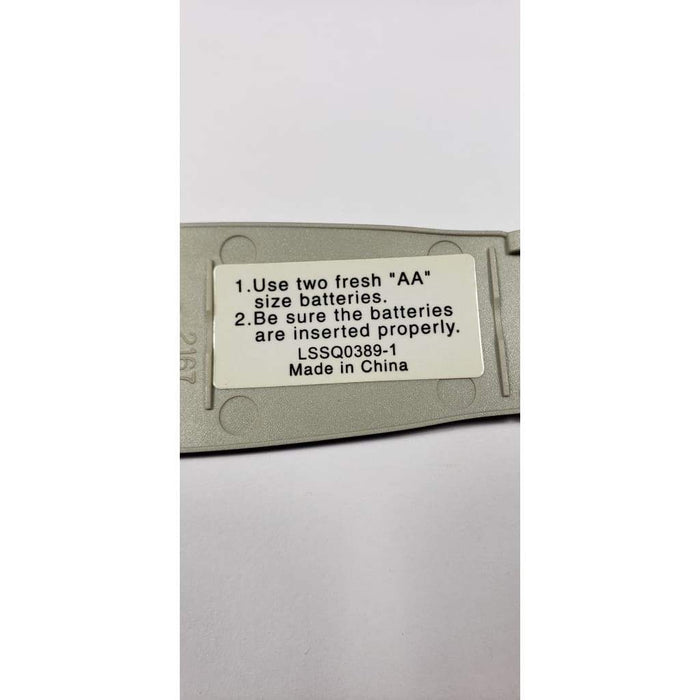 1.Use two fresh "AA"
size batteries.
2.Be sure the batteries
are inserted properly.
LSSQ0389-1
Made in China
2167